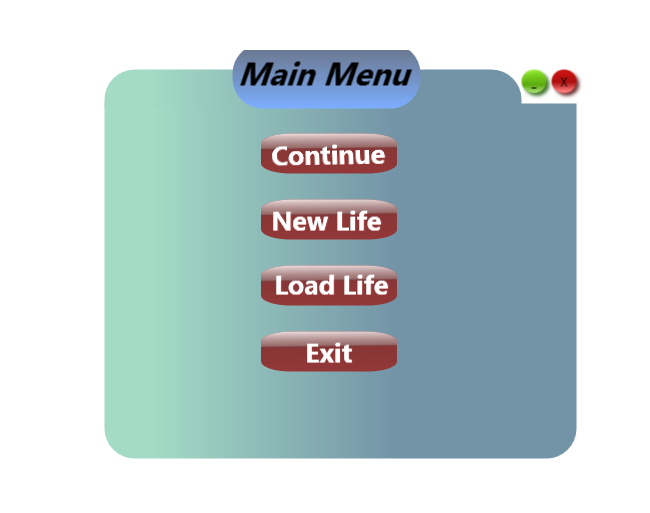 Main Menu
_ X
Continue
New Life
Load Life
Exit